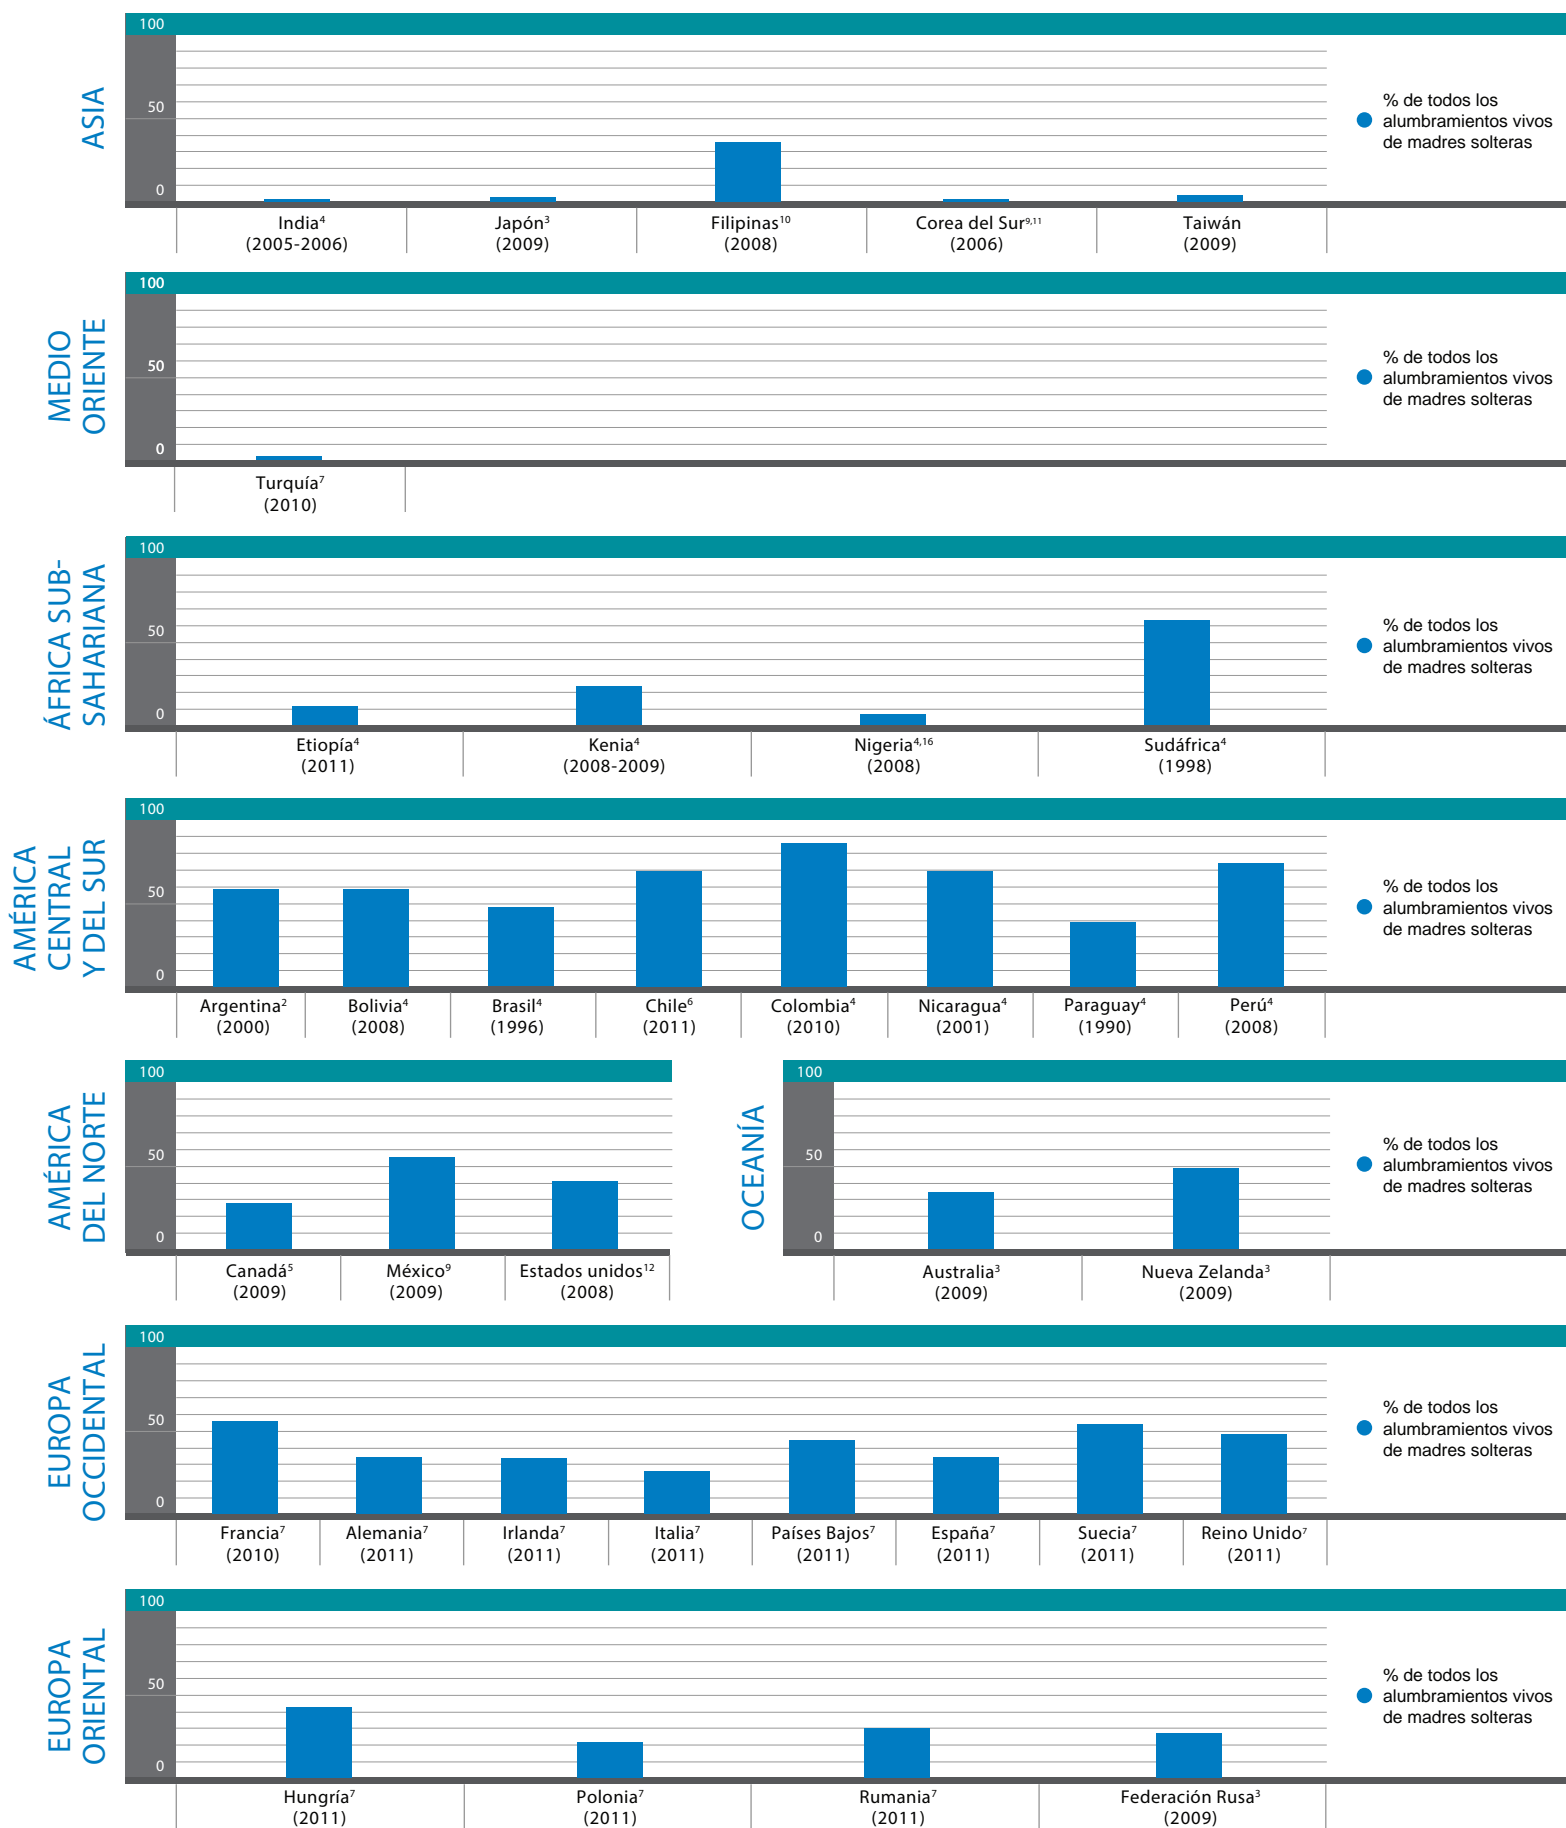 ASIA
100
50
0
% de todos los
alumbramientos vivos
de madres solteras
India⁴
(2005-2006)
Japón³
(2009)
Filipinas¹⁰
(2008)
Corea del Sur⁹,¹¹
(2006)
Taiwán
(2009)
MEDIO
ORIENTE
100
50
0
% de todos los
alumbramientos vivos
de madres solteras
Turquía⁷
(2010)
ÁFRICA SUB-
SAHARIANA
100
50
0
% de todos los
alumbramientos vivos
de madres solteras
Etiopía⁴
(2011)
Kenia⁴
(2008-2009)
Nigeria⁴,¹⁶
(2008)
Sudáfrica⁴
(1998)
AMÉRICA
CENTRAL
Y DEL SUR
100
50
0
% de todos los
alumbramientos vivos
de madres solteras
Argentina²
(2000)
Bolivia⁴
(2008)
Brasil⁴
(1996)
Chile⁶
(2011)
Colombia⁴
(2010)
Nicaragua⁴
(2001)
Paraguay⁴
(1990)
Perú⁴
(2008)
AMÉRICA
DEL NORTE
100
50
0
Canadá⁵
(2009)
México⁹
(2009)
Estados unidos¹²
(2008)
OCEANÍA
100
50
0
% de todos los
alumbramientos vivos
de madres solteras
Australia³
(2009)
Nueva Zelanda³
(2009)
EUROPA
OCCIDENTAL
100
50
0
% de todos los
alumbramientos vivos
de madres solteras
Francia⁷
(2010)
Alemania⁷
(2011)
Irlanda⁷
(2011)
Italia⁷
(2011)
Países Bajos⁷
(2011)
España⁷
(2011)
Suecia⁷
(2011)
Reino Unido⁷
(2011)
EUROPA
ORIENTAL
100
50
0
% de todos los
alumbramientos vivos
de madres solteras
Hungría⁷
(2011)
Polonia⁷
(2011)
Rumania⁷
(2011)
Federación Rusa³
(2009)